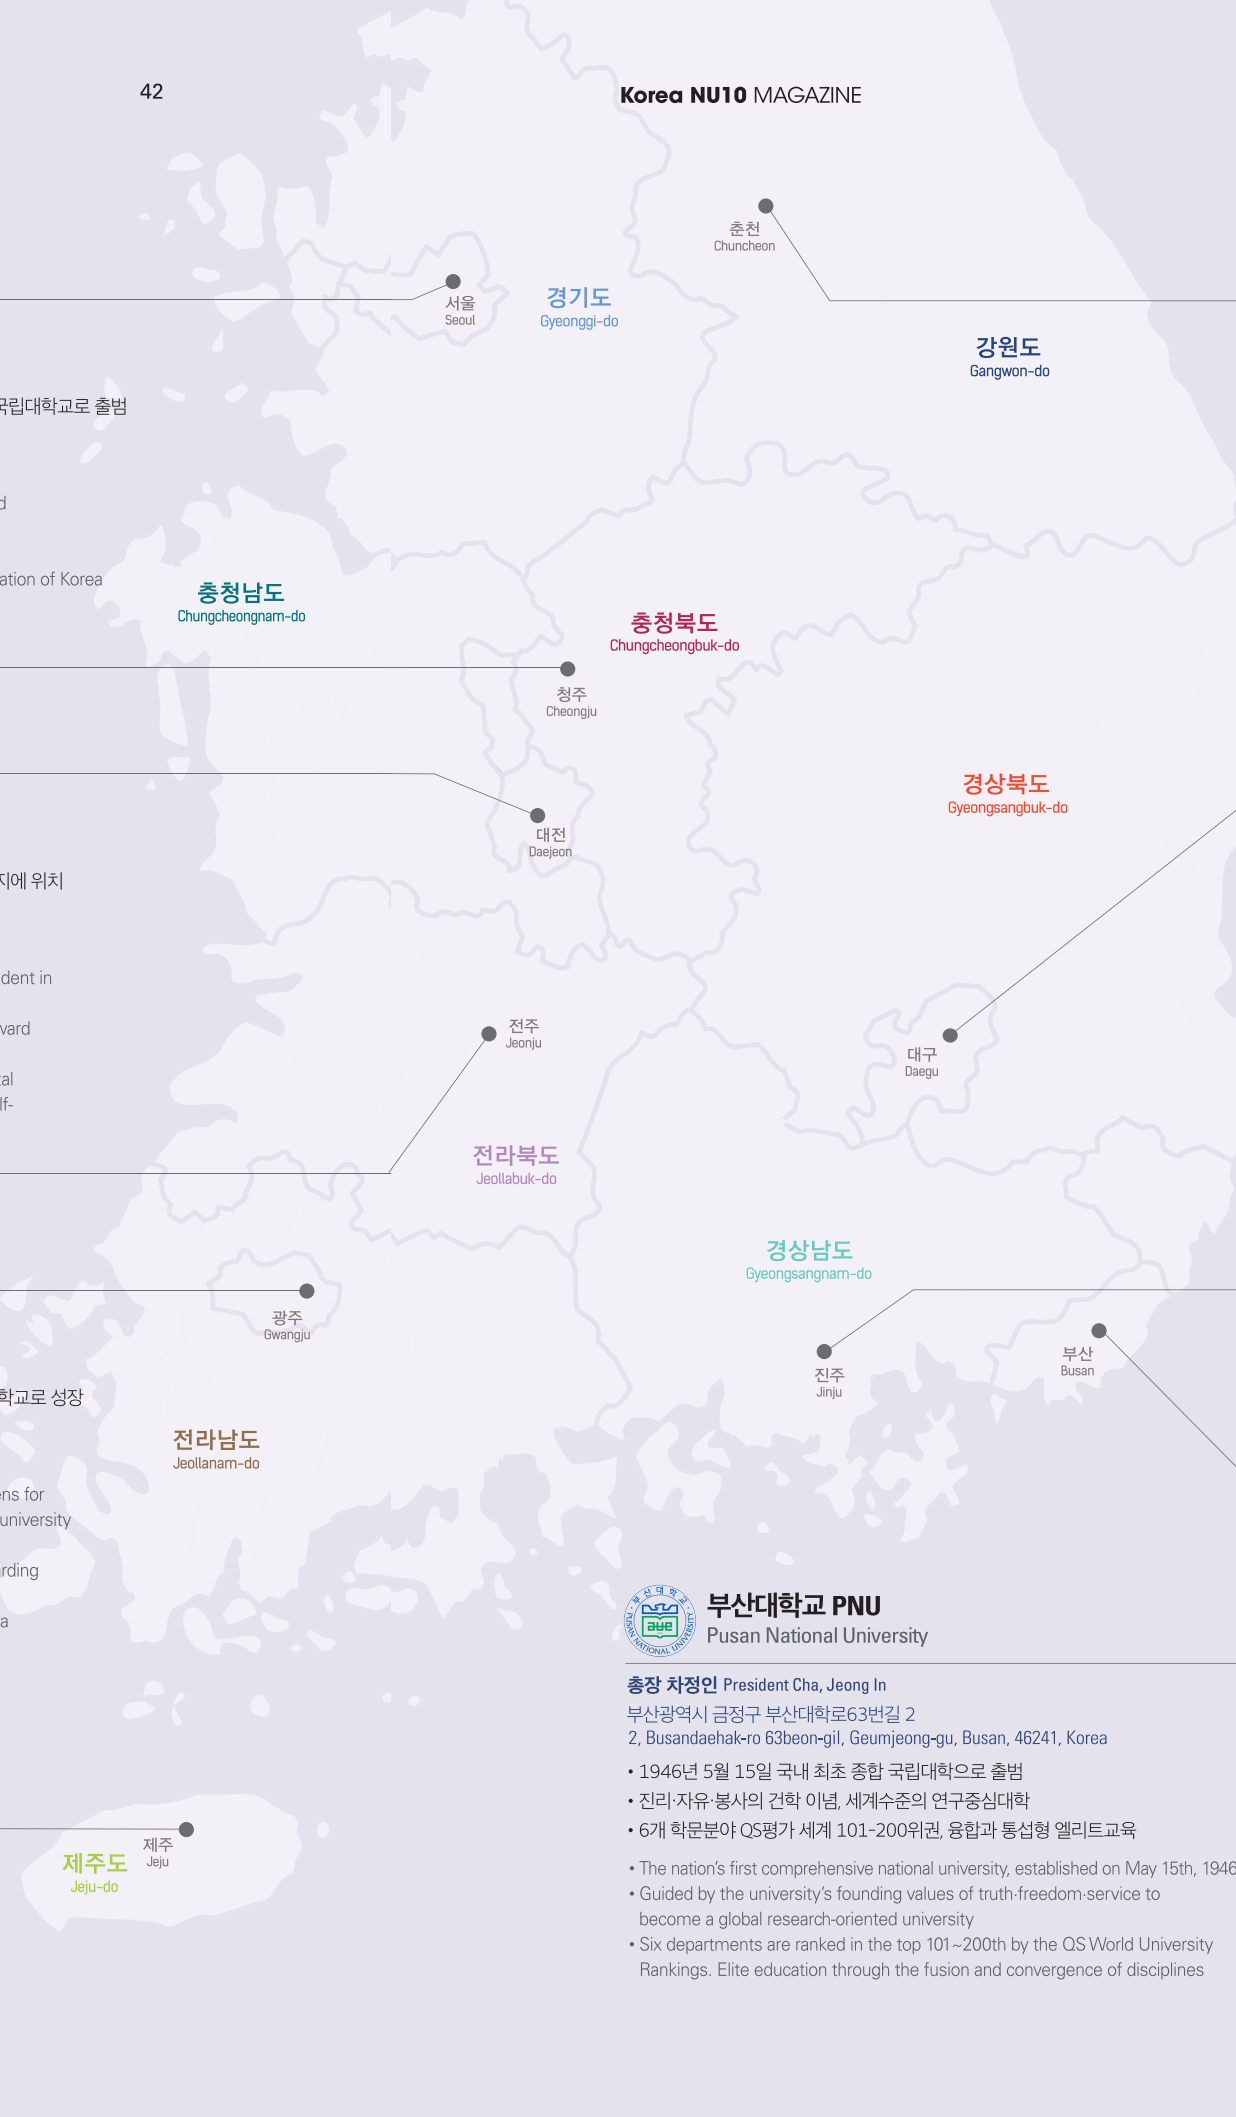 42
Korea NU10 MAGAZINE
춘천
Chuncheon
서울
Seoul
경기도
Gyeonggi-do
강원도
Gangwon-do
국립대학교로 출범
d
ation of Korea
충청남도
Chungcheongnam-do
충청북도
Chungcheongbuk-do
청주
Cheongju
경상북도
Gyeongsangbuk-do
대전
Daejeon
지에 위치
dent in
ward
tal
lf-
전주
Jeonju
대구
Daegu
전라북도
Jeollabuk-do
경상남도
Gyeongsangnam-do
광주
Gwangju
부산
Busan
진주
Jinju
학교로 성장
전라남도
Jeollanam-do
ens for
university
arding
a
부산대학교
PUSAN NATIONAL UNIVERSITY
부산대학교 PNU
Pusan National University
총장 차정인 President Cha, Jeong In
부산광역시 금정구 부산대학로63번길 2
2, Busandaehak-ro 63beon-gil, Geumjeong-gu, Busan, 46241, Korea
• 1946년 5월 15일 국내 최초 종합 국립대학으로 출범
• 진리·자유·봉사의 건학 이념, 세계수준의 연구중심대학
• 6개 학문분야 QS평가 세계 101-200위권, 융합과 통섭형 엘리트교육
• The nation's first comprehensive national university, established on May 15th, 1946
• Guided by the university's founding values of truth·freedom·service to
become a global research-oriented university
• Six departments are ranked in the top 101~200th by the QS World University
Rankings. Elite education through the fusion and convergence of disciplines
제주
Jeju
제주도
Jeju-do